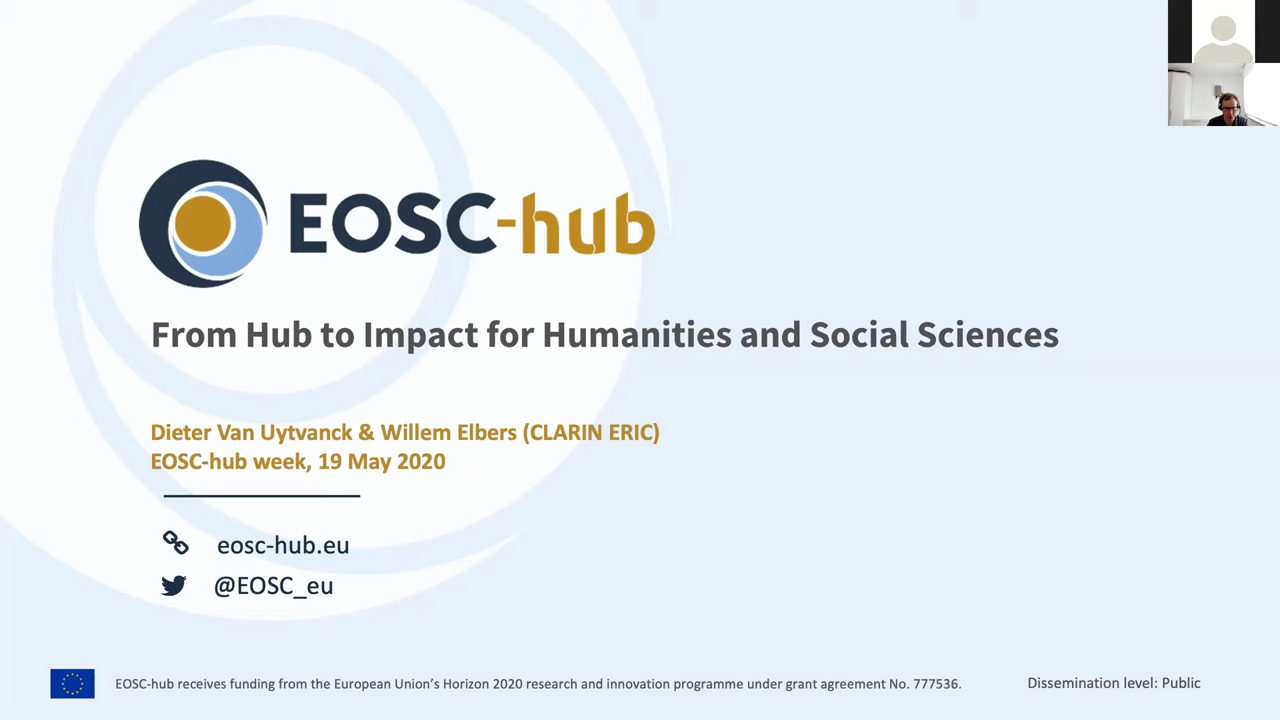 EOSC-hub
From Hub to Impact for Humanities and Social Sciences
Dieter Van Uytvanck & Willem Elbers (CLARIN ERIC)
EOSC-hub week, 19 May 2020
eosc-hub.eu
@EOSC_eu
EOSC-hub receives funding from the European Union’s Horizon 2020 research and innovation programme under grant agreement No. 777536.
Dissemination level: Public